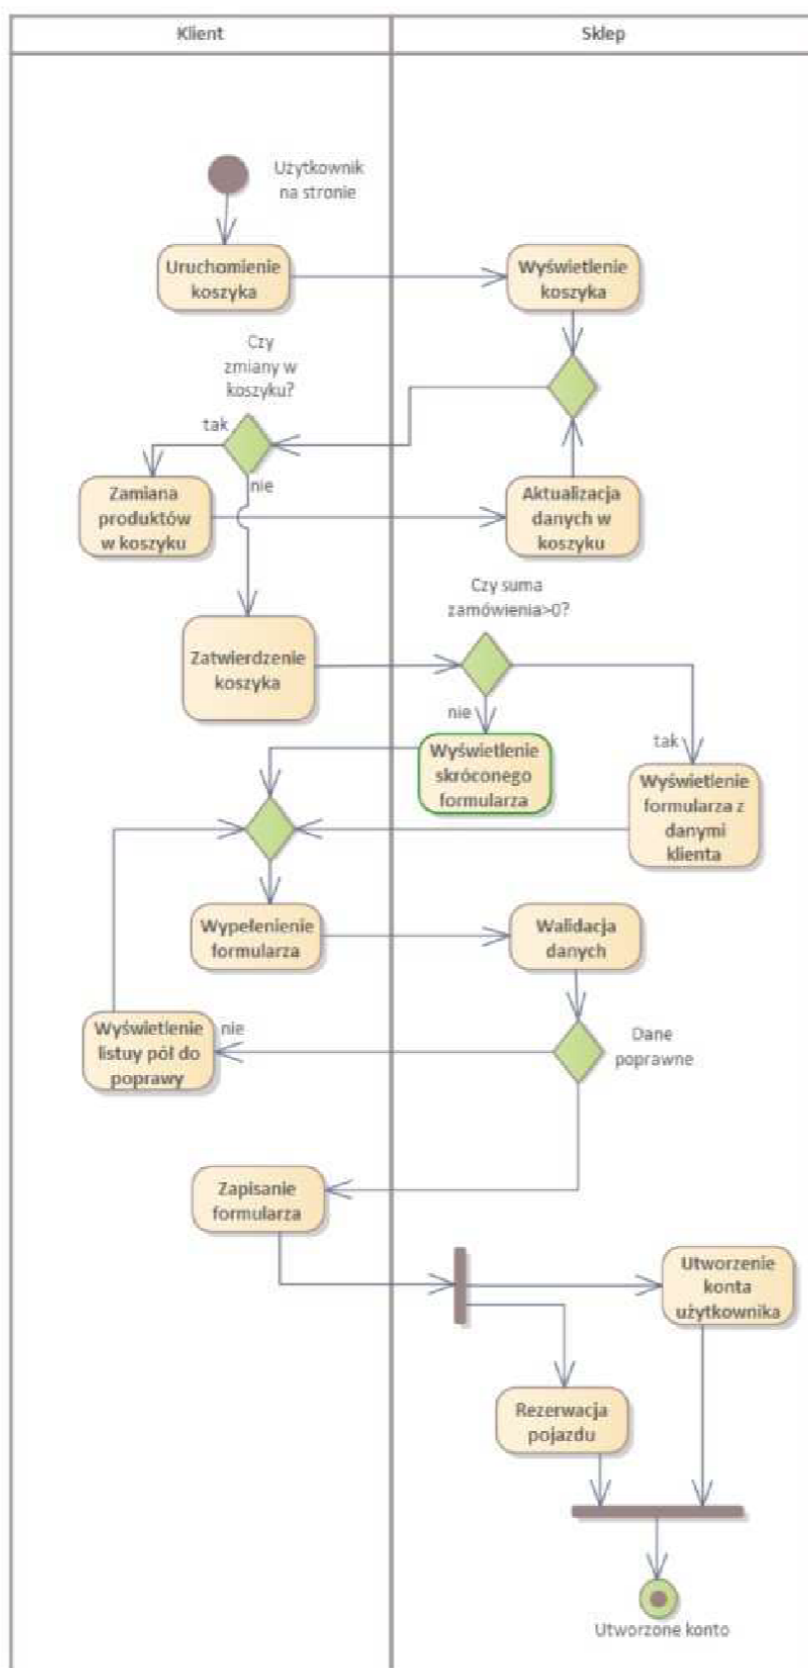 Klient
Sklep
Użytkownik
na stronie
Uruchomienie
koszyka
Wyświetlenie
koszyka
Czy
zmiany w
koszyku?
tak
nie
Zamiana
produktów
w koszyku
Aktualizacja
danych w
koszyku
Czy suma
zamówienia>0?
Zatwierdzenie
koszyka
nie
tak
Wyświetlenie
skróconego
formularza
Wyświetlenie
formularza z
danymi
klienta
Wypełenienie
formularza
Walidacja
danych
Wyświetlenie
listuy pól do
poprawy
nie
Dane
poprawne
Zapisanie
formularza
Utworzenie
konta
użytkownika
Rezerwacja
pojazdu
Utworzone konto